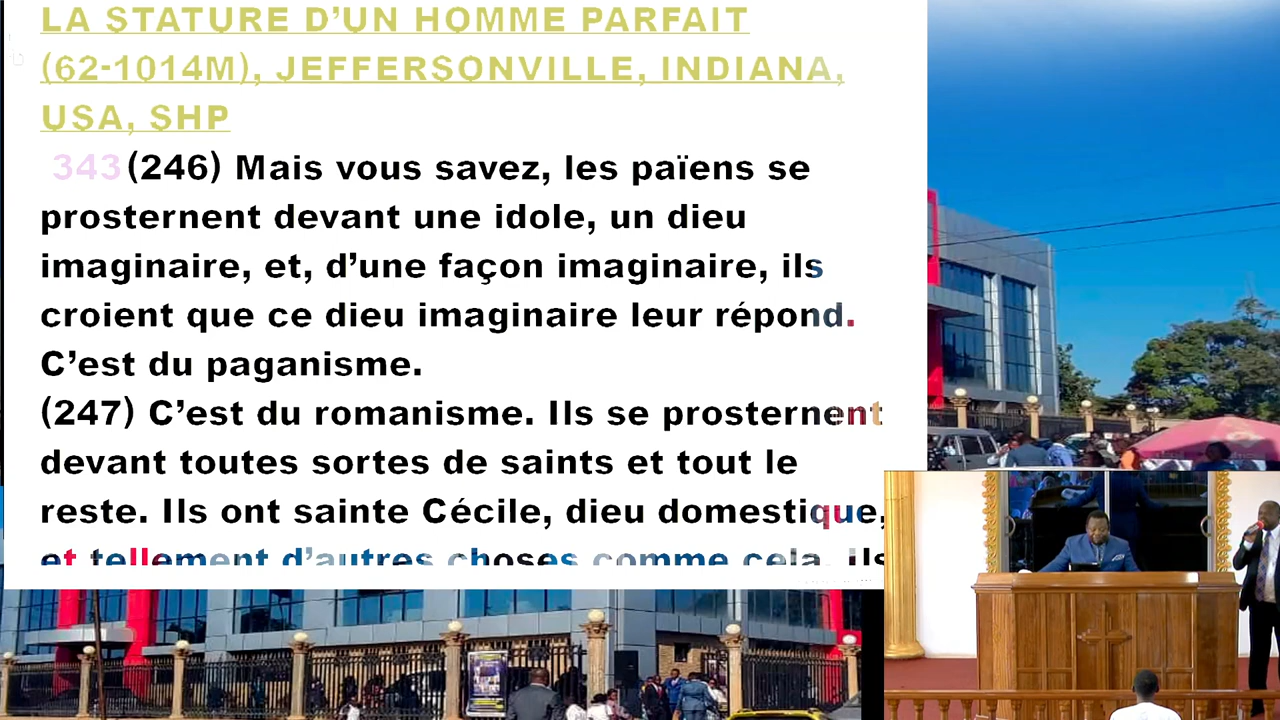 LA STATURE D’UN HOMME PARFAIT
(62-1014M), JEFFERSONVILLE, INDIANA,
USA, SHP
343 (246) Mais vous savez, les païens se
prosternent devant une idole, un dieu
imaginaire, et, d’une façon imaginaire, ils
croient que ce dieu imaginaire leur répond.
C’est du paganisme.
(247) C’est du romanisme. Ils se prosternent
devant toutes sortes de saints et tout le
reste. Ils ont sainte Cécile, dieu domestique,
et tellement d’autres choses comme cela, ils